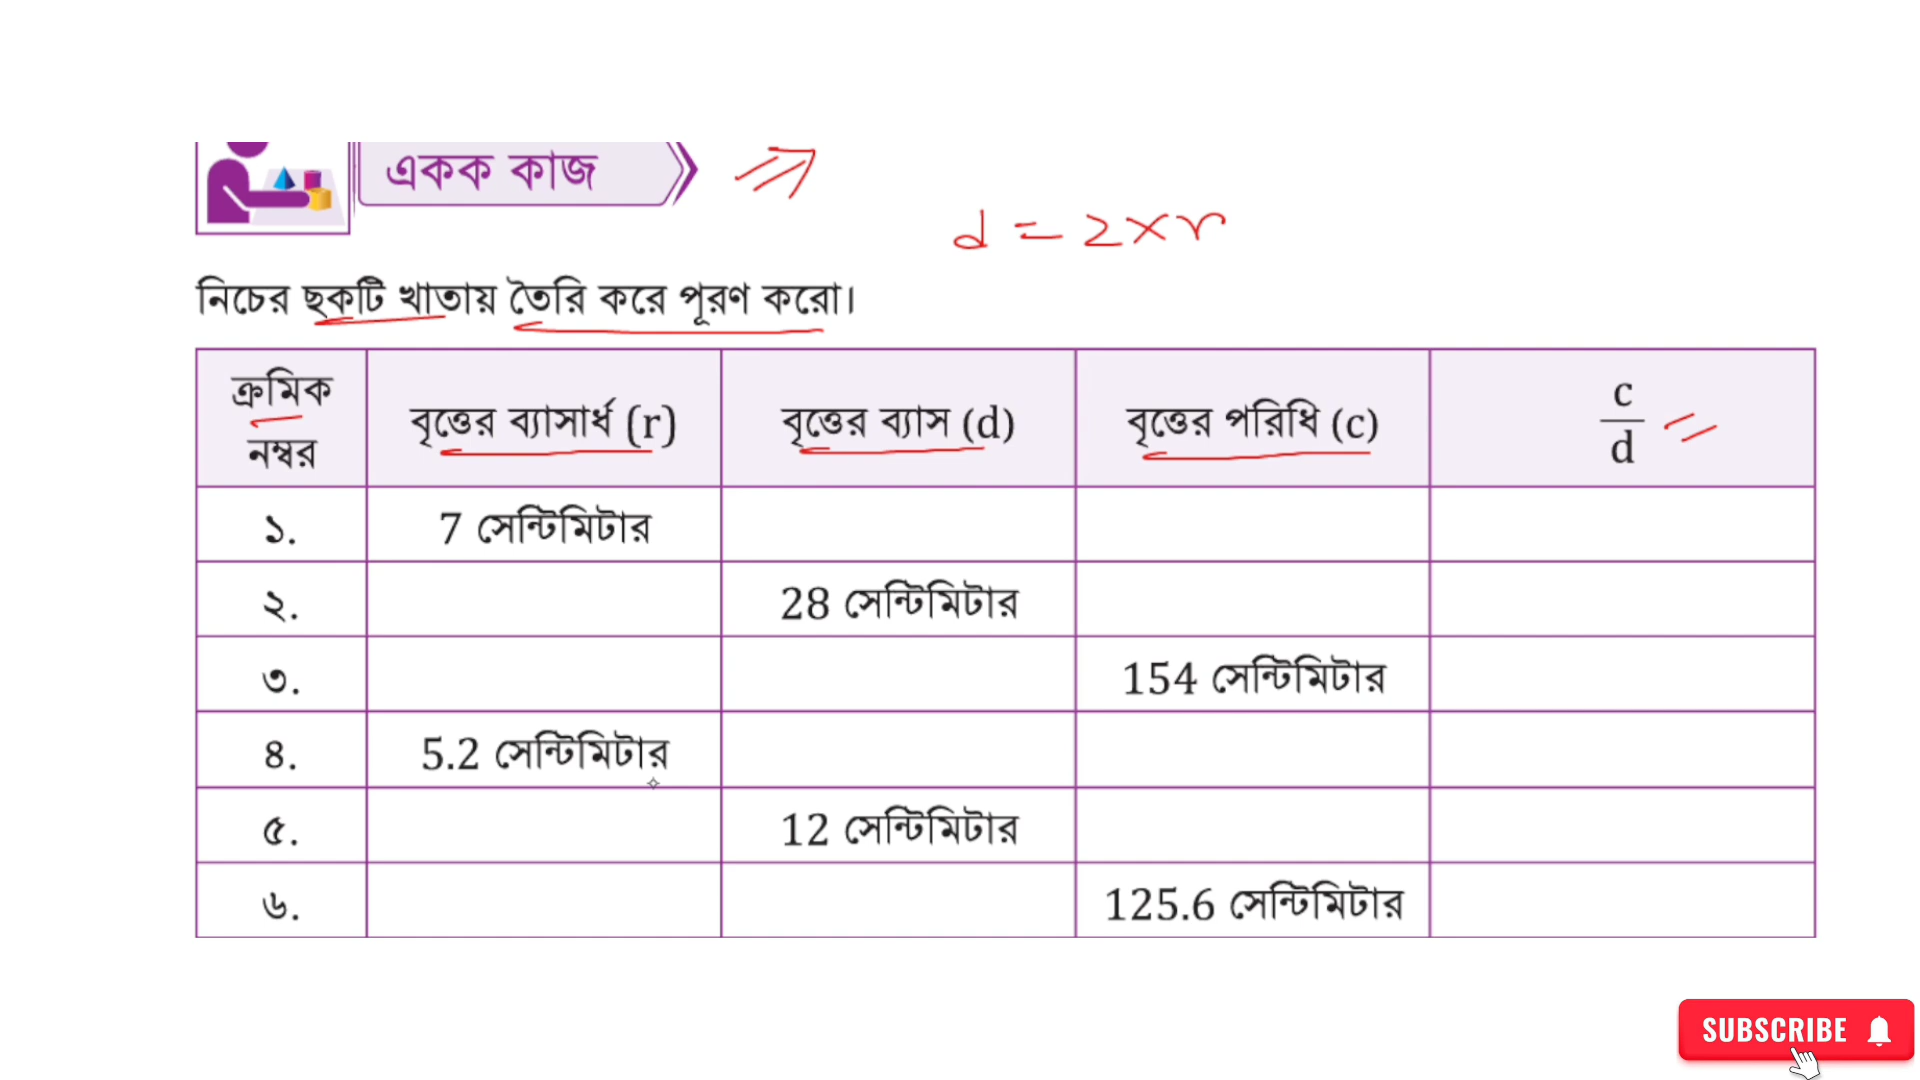 একক কাজ
d = 2 × r
নিচের ছকটি খাতায় তৈরি করে পূরণ করো।
ক্রমিক নম্বর বৃত্তের ব্যাসার্ধ (r) বৃত্তের ব্যাস (d) বৃত্তের পরিধি (c) c/d
১. 7 সেন্টিমিটার
২. 28 সেন্টিমিটার
৩. 154 সেন্টিমিটার
৪. 5.2 সেন্টিমিটার
৫. 12 সেন্টিমিটার
৬. 125.6 সেন্টিমিটার
SUBSCRIBE